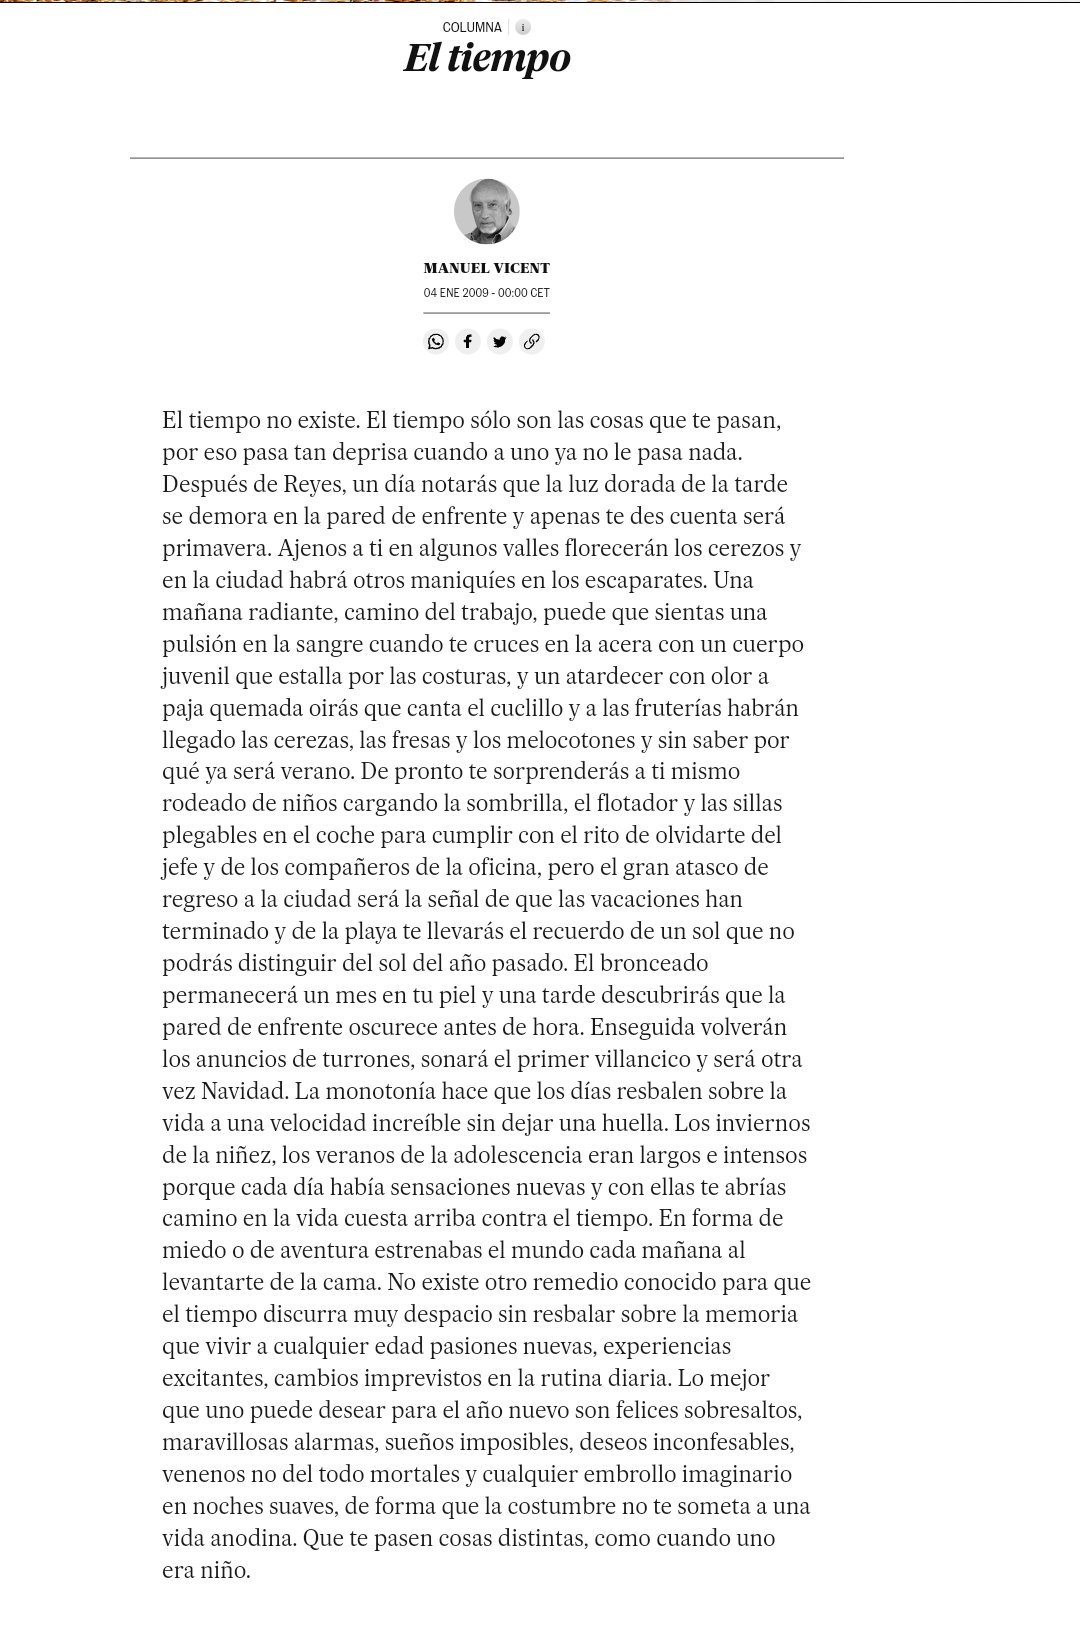 COLUMNA i
El tiempo
MANUEL VICENT
04 ENE 2009 - 00:00 CET
El tiempo no existe. El tiempo sólo son las cosas que te pasan,
por eso pasa tan deprisa cuando a uno ya no le pasa nada.
Después de Reyes, un día notarás que la luz dorada de la tarde
se demora en la pared de enfrente y apenas te des cuenta será
primavera. Ajenos a ti en algunos valles florecerán los cerezos y
en la ciudad habrá otros maniquíes en los escaparates. Una
mañana radiante, camino del trabajo, puede que sientas una
pulsión en la sangre cuando te cruces en la acera con un cuerpo
juvenil que estalla por las costuras, y un atardecer con olor a
paja quemada oirás que canta el cuclillo y a las fruterías habrán
llegado las cerezas, las fresas y los melocotones y sin saber por
qué ya será verano. De pronto te sorprenderás a ti mismo
rodeado de niños cargando la sombrilla, el flotador y las sillas
plegables en el coche para cumplir con el rito de olvidarte del
jefe y de los compañeros de la oficina, pero el gran atasco de
regreso a la ciudad será la señal de que las vacaciones han
terminado y de la playa te llevarás el recuerdo de un sol que no
podrás distinguir del sol del año pasado. El bronceado
permanecerá un mes en tu piel y una tarde descubrirás que la
pared de enfrente oscurece antes de hora. Enseguida volverán
los anuncios de turrones, sonará el primer villancico y será otra
vez Navidad. La monotonía hace que los días resbalen sobre la
vida a una velocidad increíble sin dejar una huella. Los inviernos
de la niñez, los veranos de la adolescencia eran largos e intensos
porque cada día había sensaciones nuevas y con ellas te abrías
camino en la vida cuesta arriba contra el tiempo. En forma de
miedo o de aventura estrenabas el mundo cada mañana al
levantarte de la cama. No existe otro remedio conocido para que
el tiempo discurra muy despacio sin resbalar sobre la memoria
que vivir a cualquier edad pasiones nuevas, experiencias
excitantes, cambios imprevistos en la rutina diaria. Lo mejor
que uno puede desear para el año nuevo son felices sobresaltos,
maravillosas alarmas, sueños imposibles, deseos inconfesables,
venenos no del todo mortales y cualquier embrollo imaginario
en noches suaves, de forma que la costumbre no te someta a una
vida anodina. Que te pasen cosas distintas, como cuando uno
era niño.